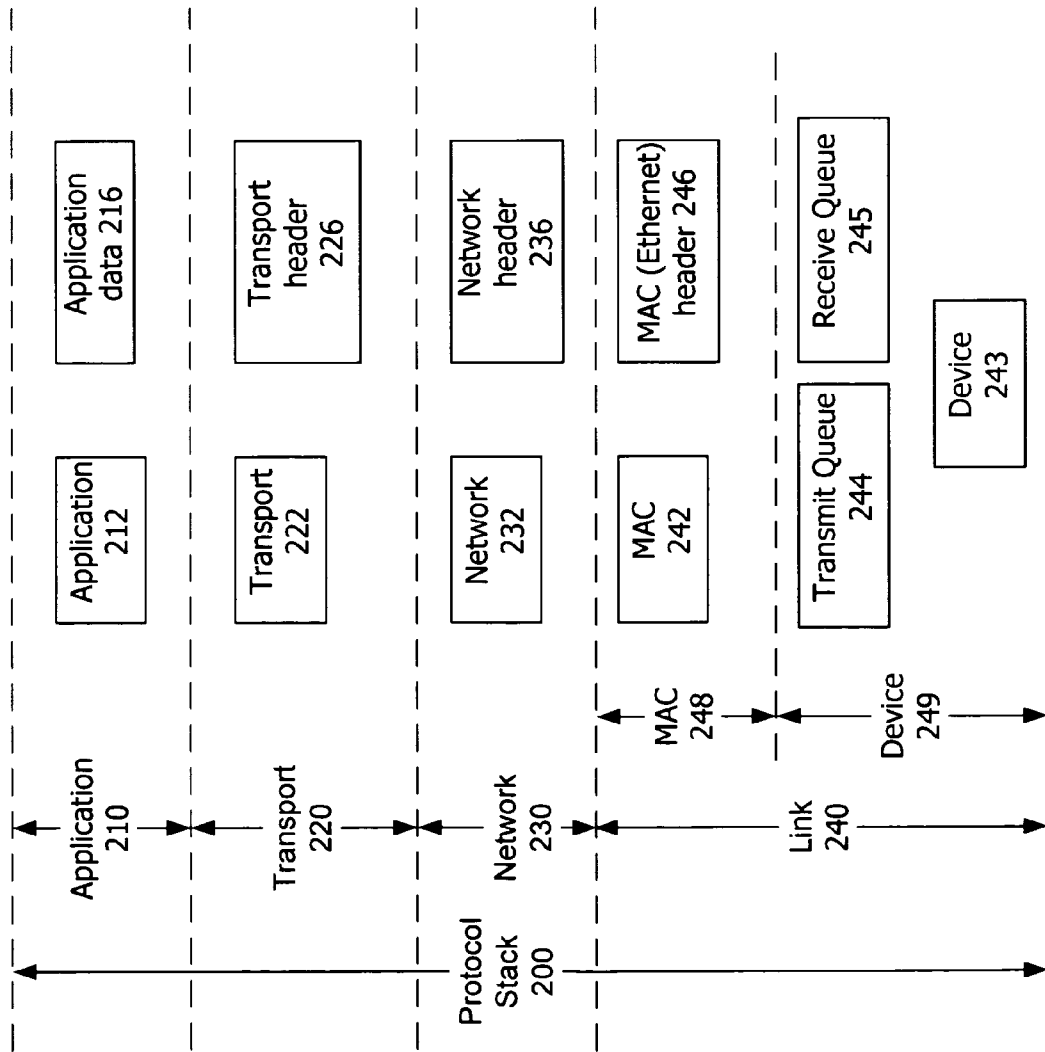 Protocol
Stack
200
Application
210
Transport
220
Network
230
Link
240
MAC
248
Device
249
Application
212
Application
data 216
Transport
222
Transport
header
226
Network
232
Network
header
236
MAC
242
MAC (Ethernet)
header 246
Transmit Queue
244
Receive Queue
245
Device
243